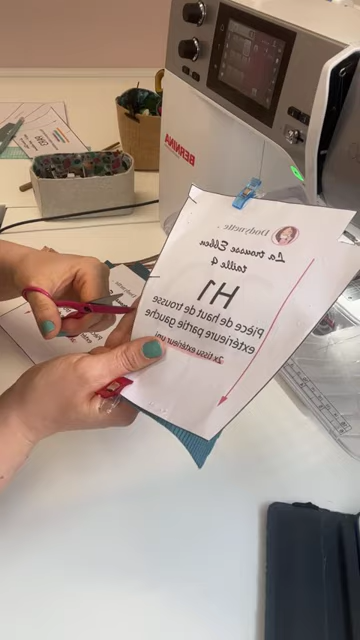 BERNINA
Dodynette
La trousse Ebben
taille 4
H1
Pièce de haut de trousse
extérieure partie gauche
2x tissu extérieur uni